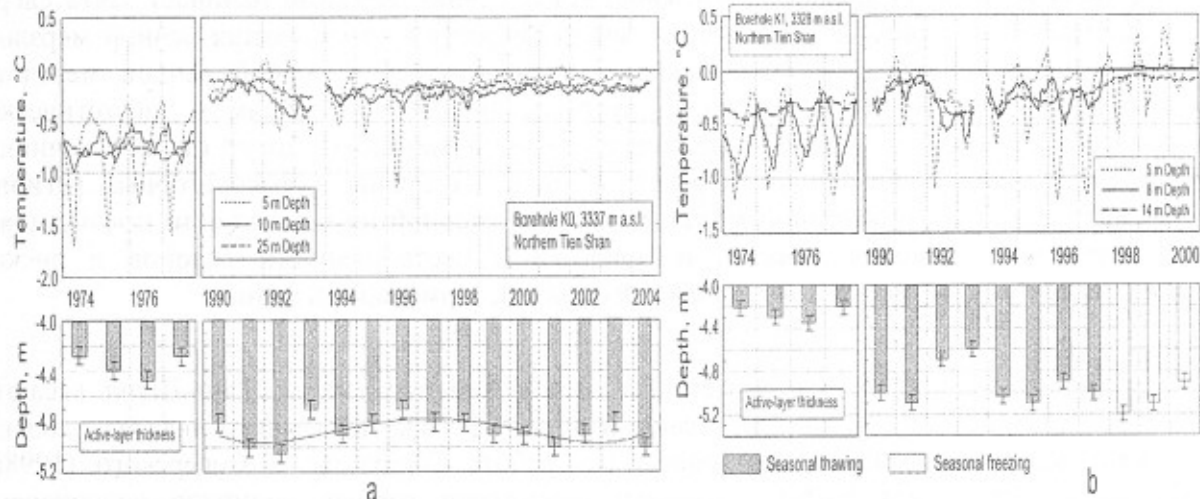 0.5
0.0
-0.5
-1.0
-1.5
-2.0
Temperature, °C
5 m Depth
10 m Depth
25 m Depth
Borehole K0, 3337 m a.s.l.
Northern Tien Shan
1974 1976 1990 1992 1994 1996 1998 2000 2002 2004
-4.0
-4.4
-4.8
-5.2
Depth, m
Active-layer thickness
a
0.5
0.0
-0.5
-1.0
-1.5
Temperature, °C
Borehole K1, 3328 m a.s.l.
Northern Tien Shan
5 m Depth
8 m Depth
14 m Depth
1974 1976 1990 1992 1994 1996 1998 2000
-4.0
-4.4
-4.8
-5.2
Depth, m
Active-layer thickness
Seasonal thawing Seasonal freezing
b